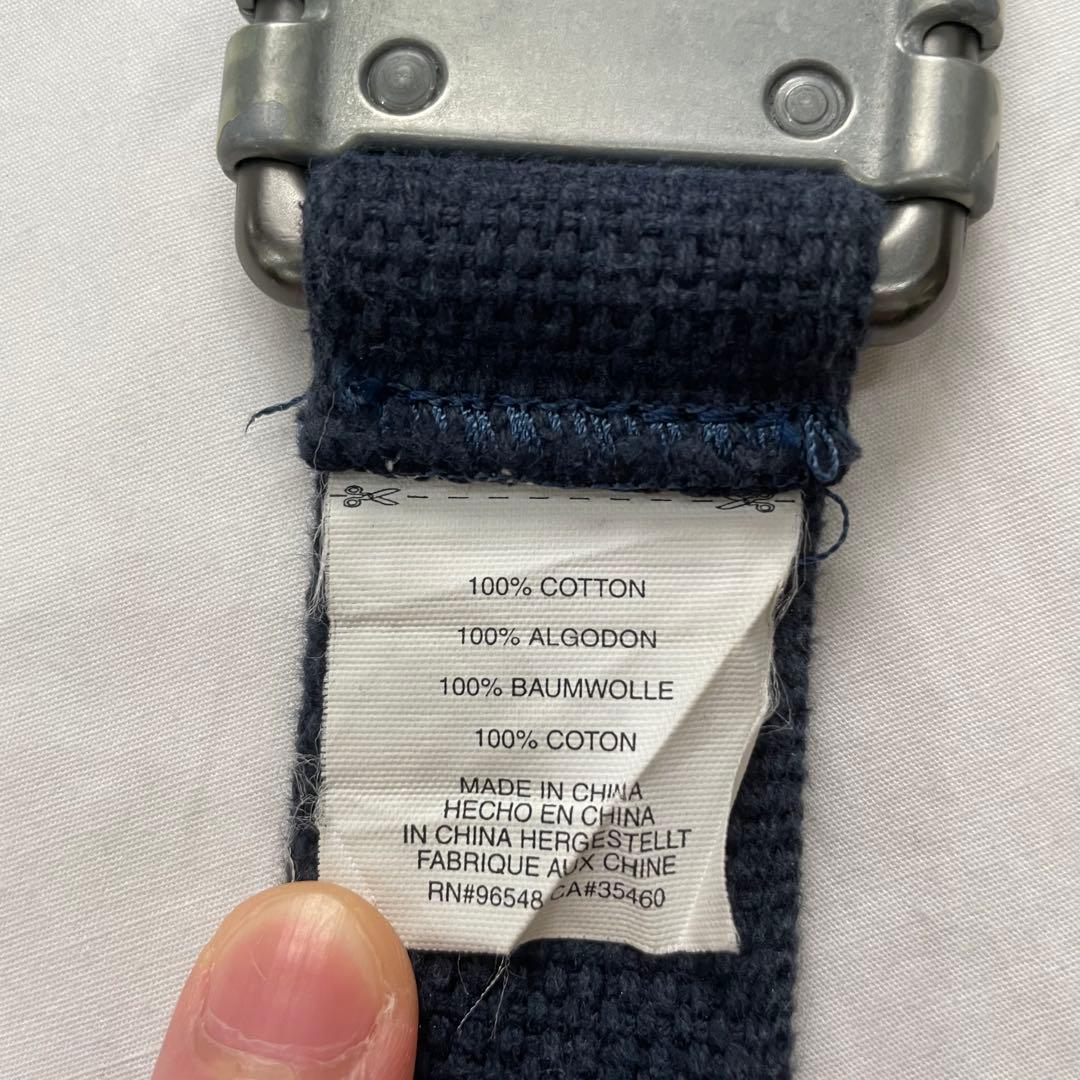 100% COTTON
100% ALGODON
100% BAUMWOLLE
100% COTON
MADE IN CHINA
HECHO EN CHINA
IN CHINA HERGESTELLT
FABRIQUE AUX CHINE
RN#96548 CA#35460